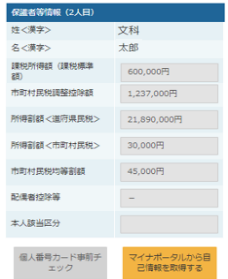 保護者等情報（2人目）
姓＜漢字＞ 文科
名＜漢字＞ 太郎
課税所得額（課税標準
額） 600,000円
市町村民税調整控除額 1,237,000円
所得割額＜道府県民税＞ 21,890,000円
所得割額＜市町村民税＞ 30,000円
市町村民税均等割額 45,000円
配偶者控除等 －
本人該当区分
個人番号カード事前チ
ェック
マイナポータルから自
己情報を取得する